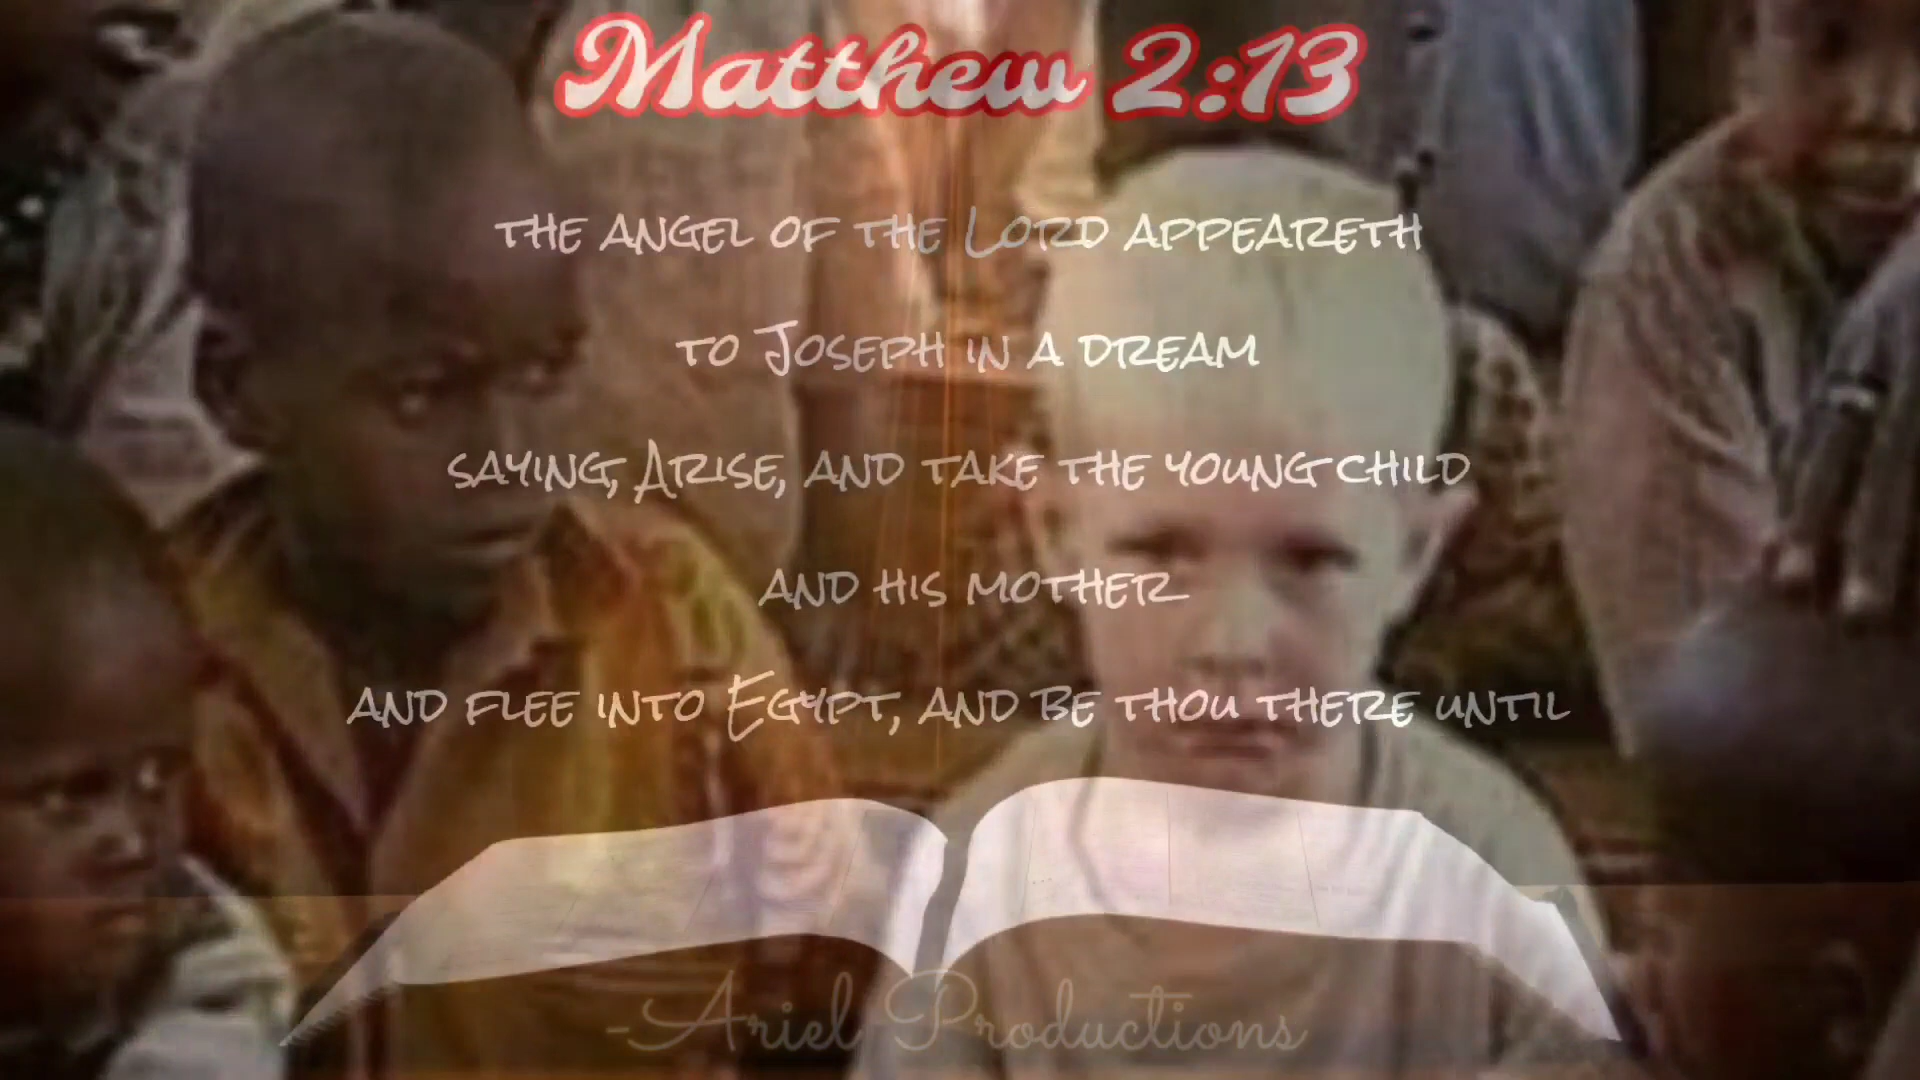 Matthew 2:13
the angel of the Lord appeareth
to Joseph in a dream
saying, Arise, and take the young child
and his mother
and flee into Egypt, and be thou there until
-Ariel Productions